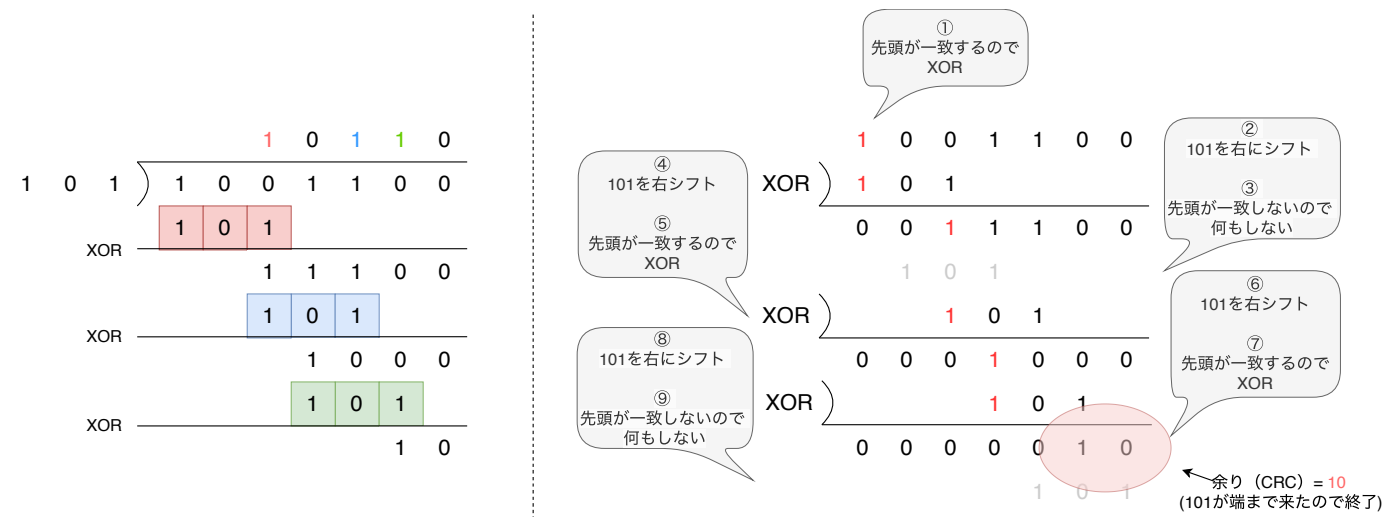 1 0 1 1 0
1 0 1 1 0 0 1 1 0 0
1 0 1
XOR
1 1 1 0 0
1 0 1
XOR
1 0 0 0
1 0 1
XOR
1 0
①
先頭が一致するので
XOR
1 0 0 1 1 0 0
XOR 1 0 1
0 0 1 1 1 0 0
②
101を右にシフト
③
先頭が一致しないので
何もしない
1 0 1
④
101を右シフト
⑤
先頭が一致するので
XOR
XOR 1 0 1
0 0 0 1 0 0 0
⑥
101を右シフト
⑦
先頭が一致するので
XOR
XOR 1 0 1
0 0 0 0 0 1 0
⑧
101を右にシフト
⑨
先頭が一致しないので
何もしない
1 0 1
余り（CRC）= 10
(101が端まで来たので終了)